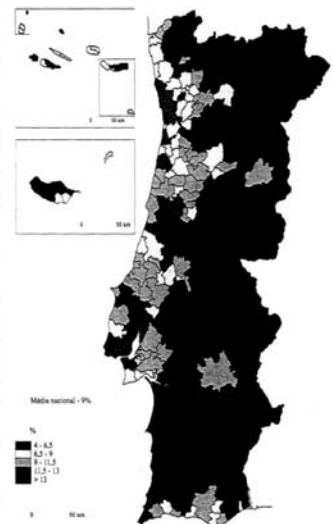 0 50 km
0 50 km
Média nacional - 9%
%
4 - 6,5
6,5 - 9
9 - 11,5
11,5 - 13
> 13
0 50 km